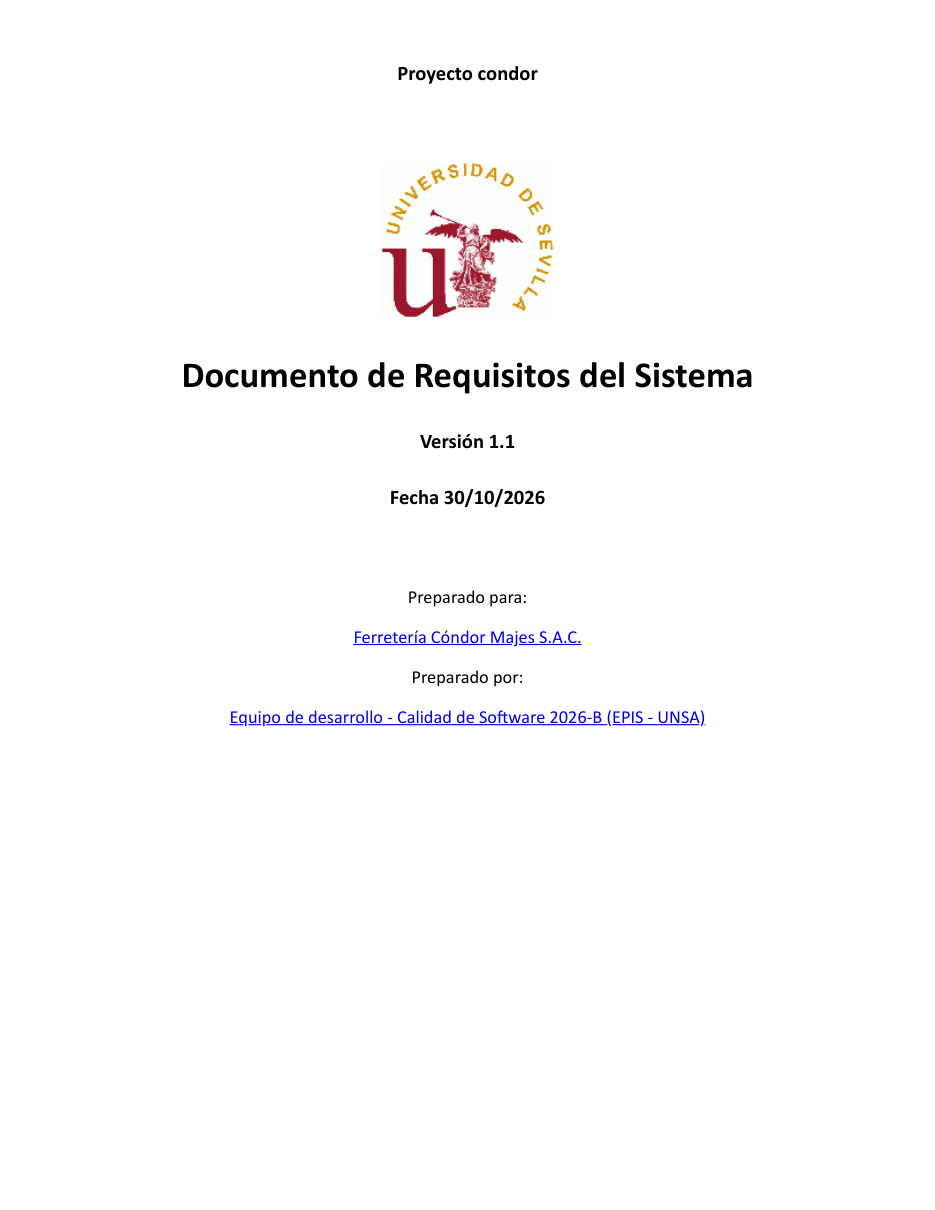 Proyecto condor
UNIVERSIDAD DE SEVILLA
u
Documento de Requisitos del Sistema
Versión 1.1
Fecha 30/10/2026
Preparado para:
Ferretería Cóndor Majes S.A.C.
Preparado por:
Equipo de desarrollo - Calidad de Software 2026-B (EPIS - UNSA)